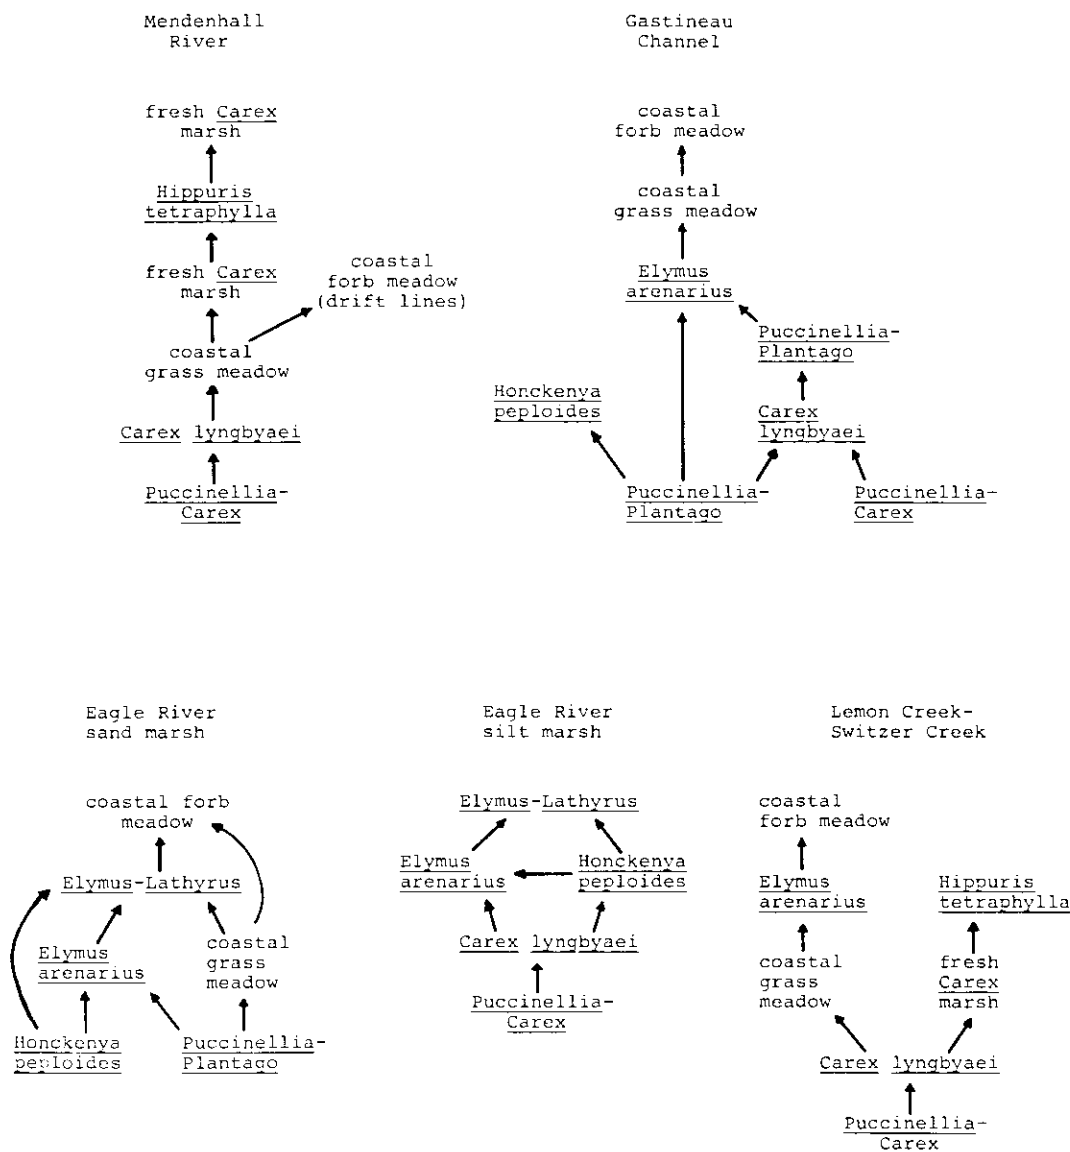 Mendenhall
River
fresh Carex
marsh
Hippuris
tetraphylla
fresh Carex
marsh
coastal
forb meadow
(drift lines)
coastal
grass meadow
Carex lyngbyaei
Puccinellia-
Carex
Gastineau
Channel
coastal
forb meadow
coastal
grass meadow
Elymus
arenarius
Puccinellia-
Plantago
Honckenya
peploides
Carex
lyngbyaei
Puccinellia-
Plantago
Puccinellia-
Carex
Eagle River
sand marsh
coastal forb
meadow
Elymus-Lathyrus
Elymus
arenarius
coastal
grass
meadow
Honckenya
peploides
Puccinellia-
Plantago
Eagle River
silt marsh
Elymus-Lathyrus
Elymus
arenarius
Honckenya
peploides
Carex lyngbyaei
Puccinellia-
Carex
Lemon Creek-
Switzer Creek
coastal
forb meadow
Elymus
arenarius
Hippuris
tetraphylla
coastal
grass
meadow
fresh
Carex
marsh
Carex lyngbyaei
Puccinellia-
Carex